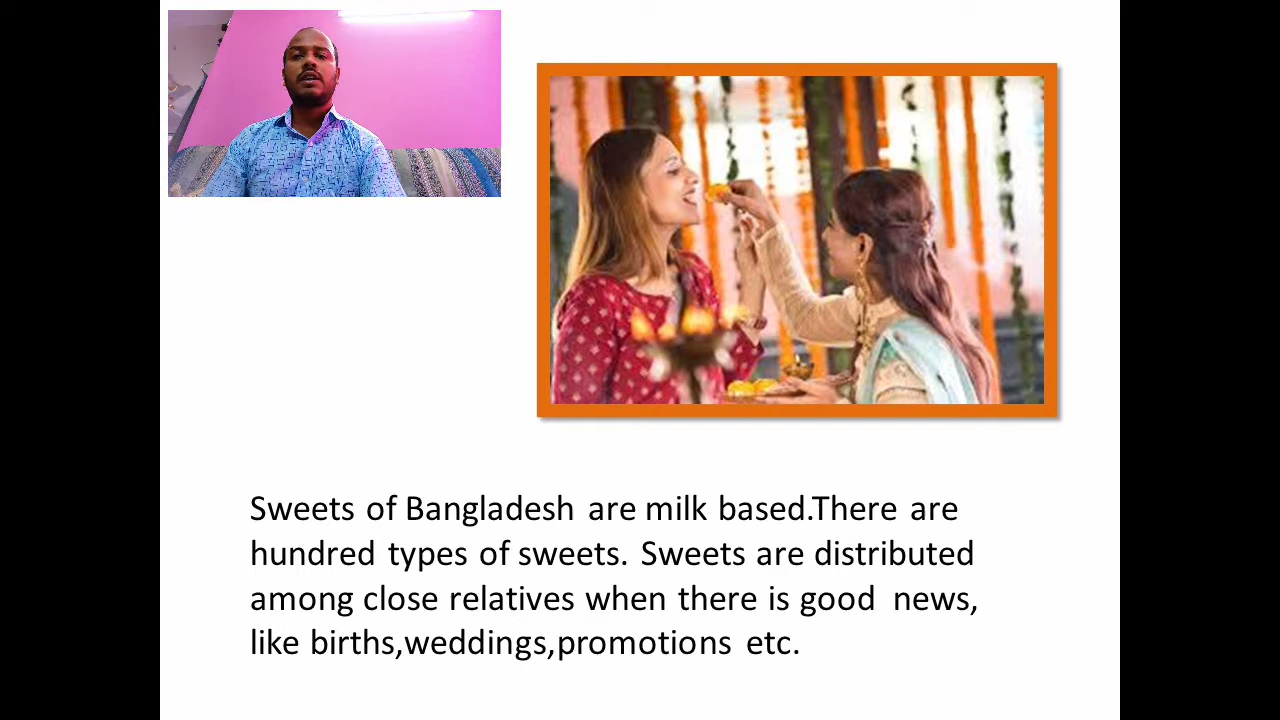 Sweets of Bangladesh are milk based.There are
hundred types of sweets. Sweets are distributed
among close relatives when there is good news,
like births,weddings,promotions etc.